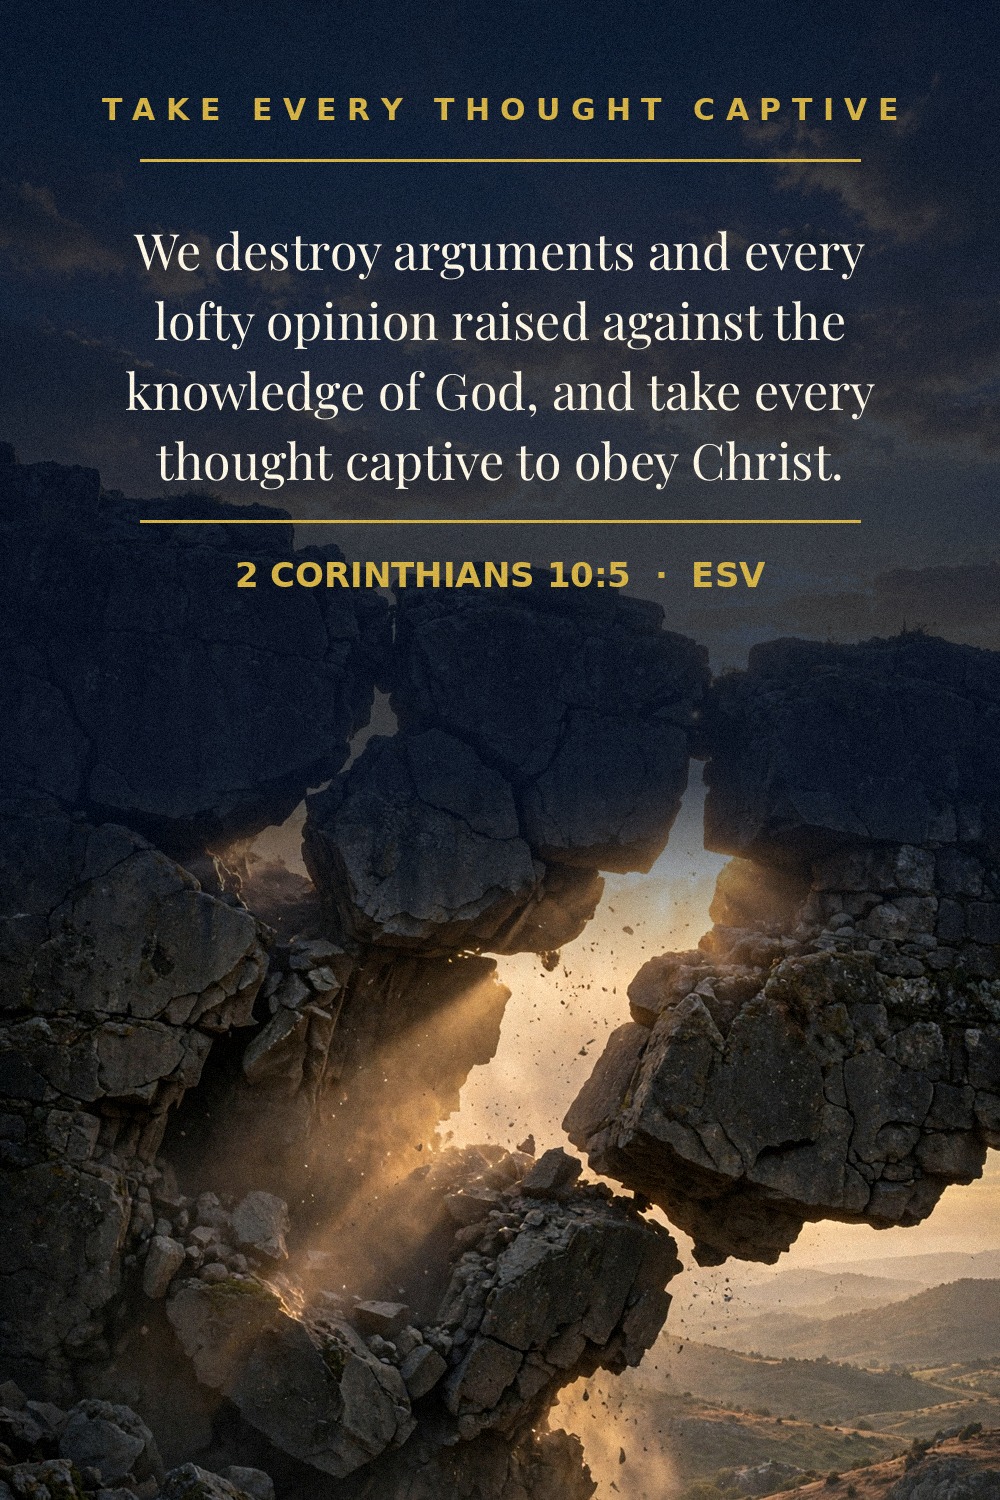 TAKE EVERY THOUGHT CAPTIVE
We destroy arguments and every
lofty opinion raised against the
knowledge of God, and take every
thought captive to obey Christ.
2 CORINTHIANS 10:5 · ESV